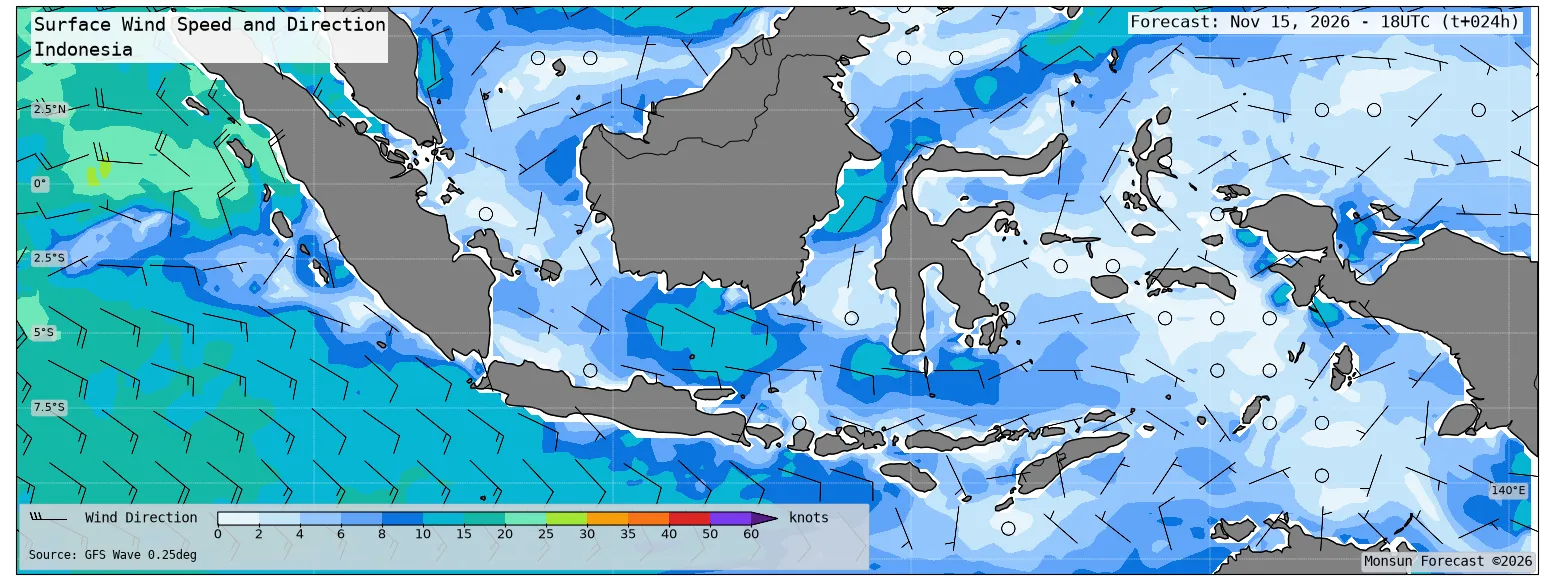 Surface Wind Speed and Direction
Indonesia
Forecast: Nov 15, 2026 - 18UTC (t+024h)
2.5°N
0°
2.5°S
5°S
7.5°S
140°E
Wind Direction
knots
0 2 4 6 8 10 15 20 25 30 35 40 50 60
Source: GFS Wave 0.25deg
Monsun Forecast ©2026